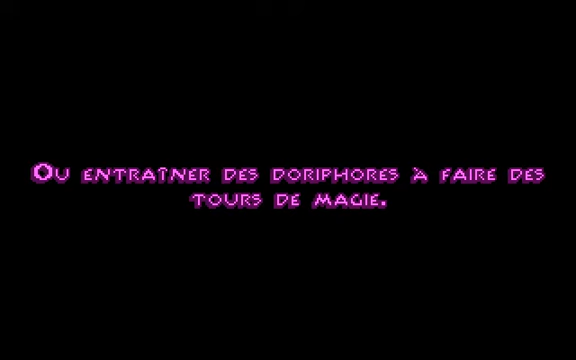 Ou entraîner des doriphores à faire des
tours de magie.